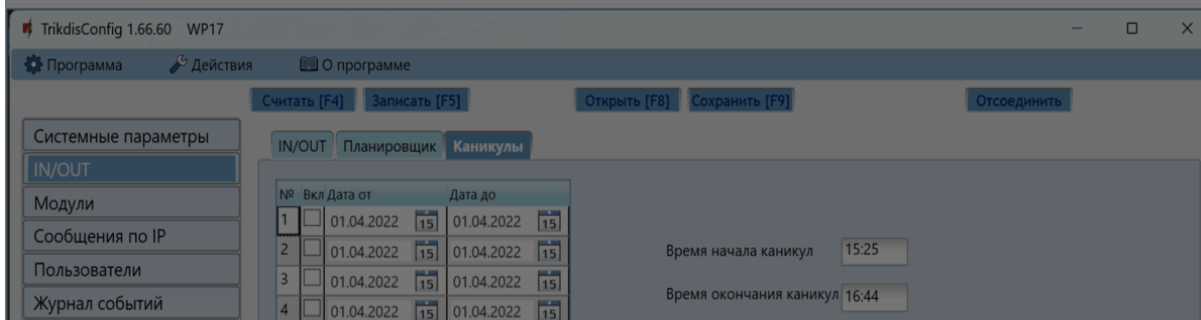 TrikdisConfig 1.66.60 WP17
Программа Действия О программе
Считать [F4] Записать [F5] Открыть [F8] Сохранить [F9] Отсоединить
Системные параметры
IN/OUT
Модули
Сообщения по IP
Пользователи
Журнал событий
IN/OUT Планировщик Каникулы
№ Вкл Дата от Дата до
1 01.04.2022 15 01.04.2022 15
2 01.04.2022 15 01.04.2022 15
3 01.04.2022 15 01.04.2022 15
4 01.04.2022 15 01.04.2022 15
Время начала каникул 15:25
Время окончания каникул 16:44